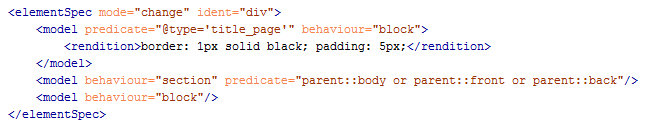 <elementSpec mode="change" ident="div">
<model predicate="@type='title_page'" behaviour="block">
<rendition>border: 1px solid black; padding: 5px;</rendition>
</model>
<model behaviour="section" predicate="parent::body or parent::front or parent::back"/>
<model behaviour="block"/>
</elementSpec>